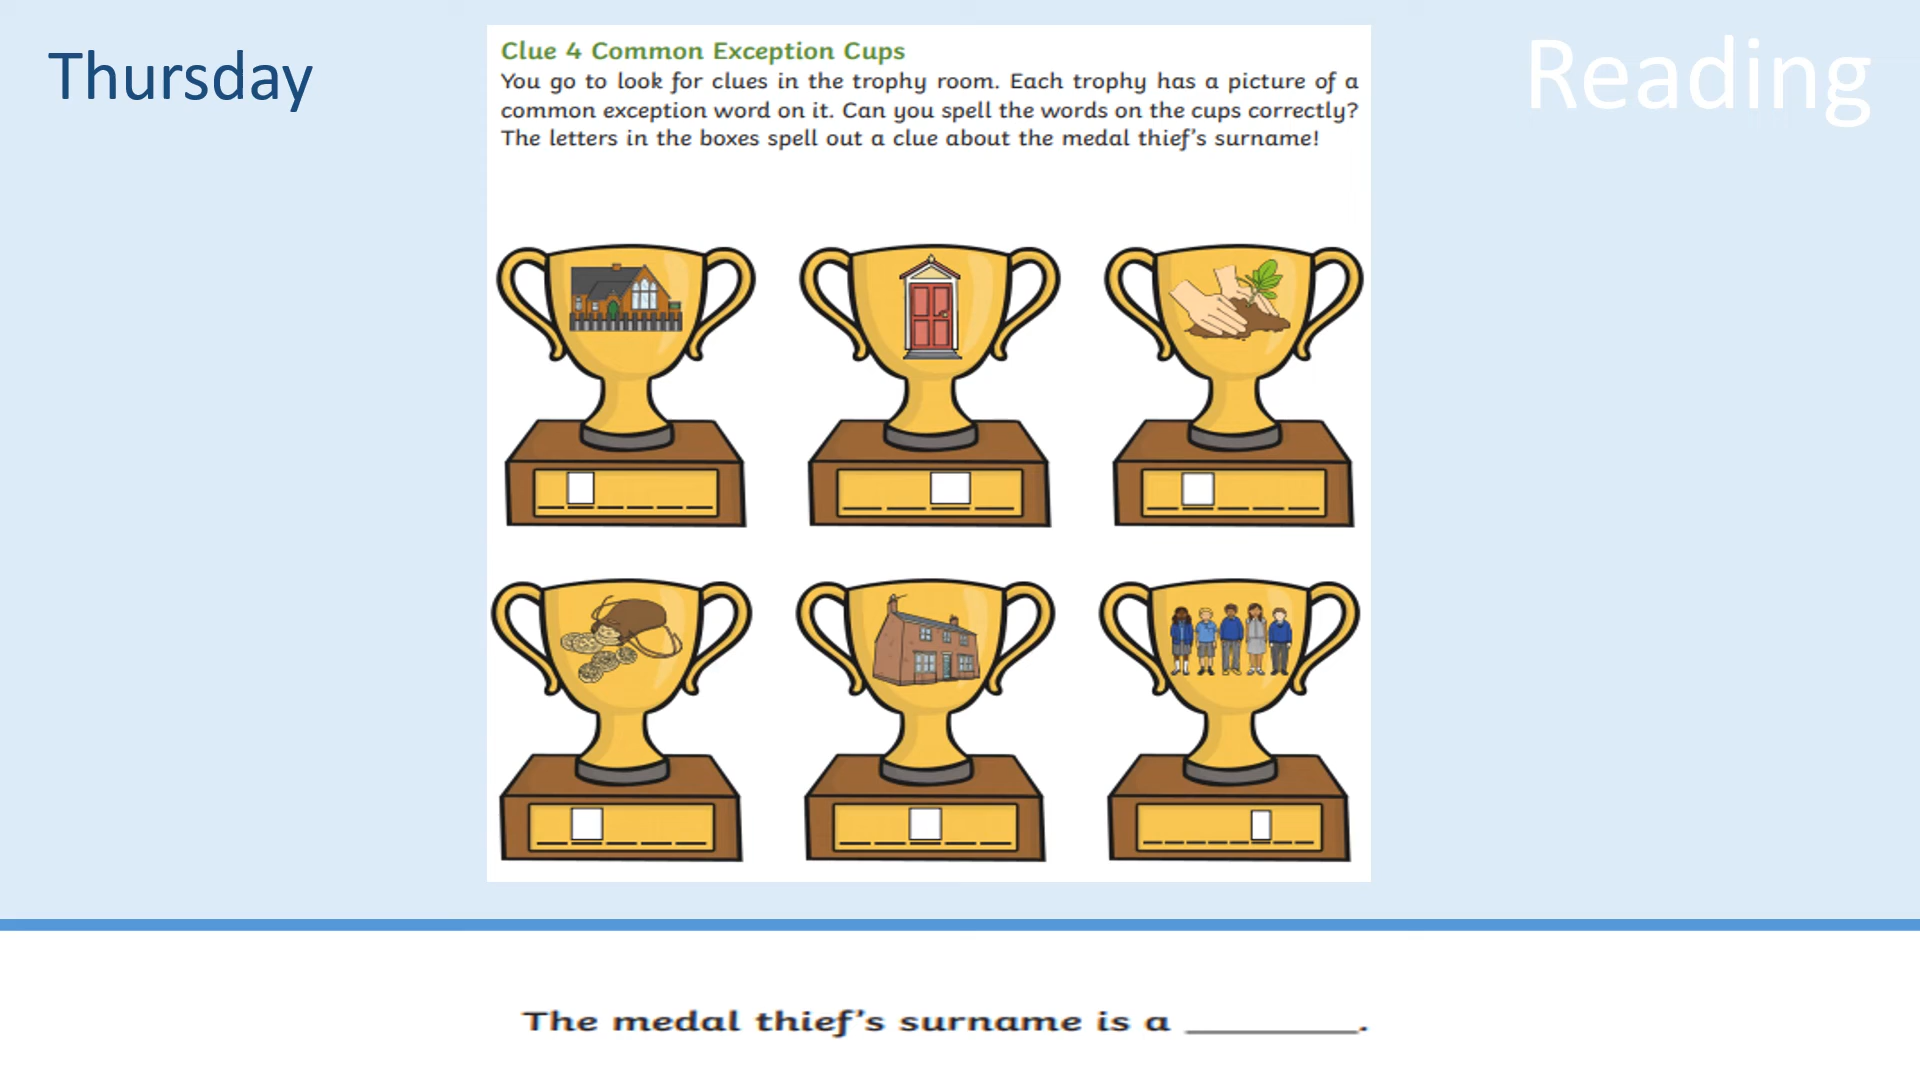 Thursday
Reading
Clue 4 Common Exception Cups
You go to look for clues in the trophy room. Each trophy has a picture of a
common exception word on it. Can you spell the words on the cups correctly?
The letters in the boxes spell out a clue about the medal thief's surname!
The medal thief's surname is a ________.